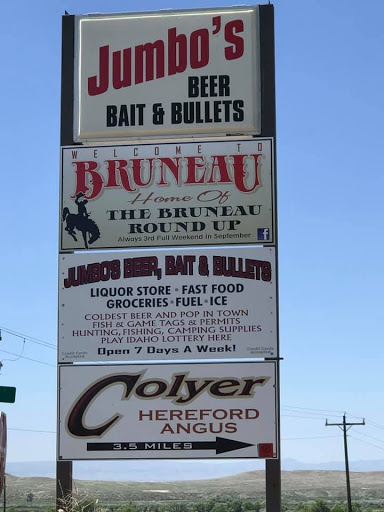 Jumbo's
BEER
BAIT & BULLETS
WELCOME TO
BRUNEAU
Home Of
THE BRUNEAU
ROUND UP
Always 3rd Full Weekend in September
f
JUMBO'S BEER, BAIT & BULLETS
LIQUOR STORE • FAST FOOD
GROCERIES • FUEL • ICE
COLDEST BEER AND POP IN TOWN
FISH & GAME TAGS & PERMITS
HUNTING, FISHING, CAMPING SUPPLIES
PLAY IDAHO LOTTERY HERE
Open 7 Days A Week!
Colyer
HEREFORD
ANGUS
3.5 MILES